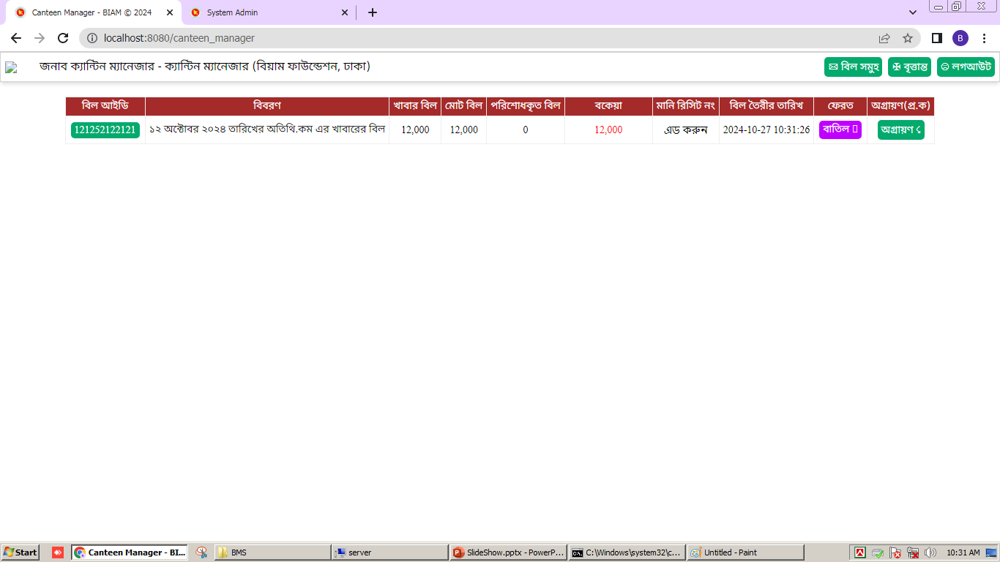 Canteen Manager - BIAM © 2024
System Admin
localhost:8080/canteen_manager
B
জনাব ক্যান্টিন ম্যানেজার - ক্যান্টিন ম্যানেজার (বিয়াম ফাউন্ডেশন, ঢাকা)
বিল সমুহ বৃত্তান্ত লগআউট
বিল আইডি বিবরণ খাবার বিল মোট বিল পরিশোধকৃত বিল বকেয়া মানি রিসিট নং বিল তৈরীর তারিখ ফেরত অগ্রায়ণ(প্র.ক)
121252122121 ১২ অক্টোবর ২০২৪ তারিখের অতিথি.কম এর খাবারের বিল 12,000 12,000 0 12,000 এড করুন 2024-10-27 10:31:26 বাতিল অগ্রায়ণ
Start Canteen Manager - BI... BMS server SlideShow.pptx - PowerP... C:\Windows\system32\c... Untitled - Paint 10:31 AM